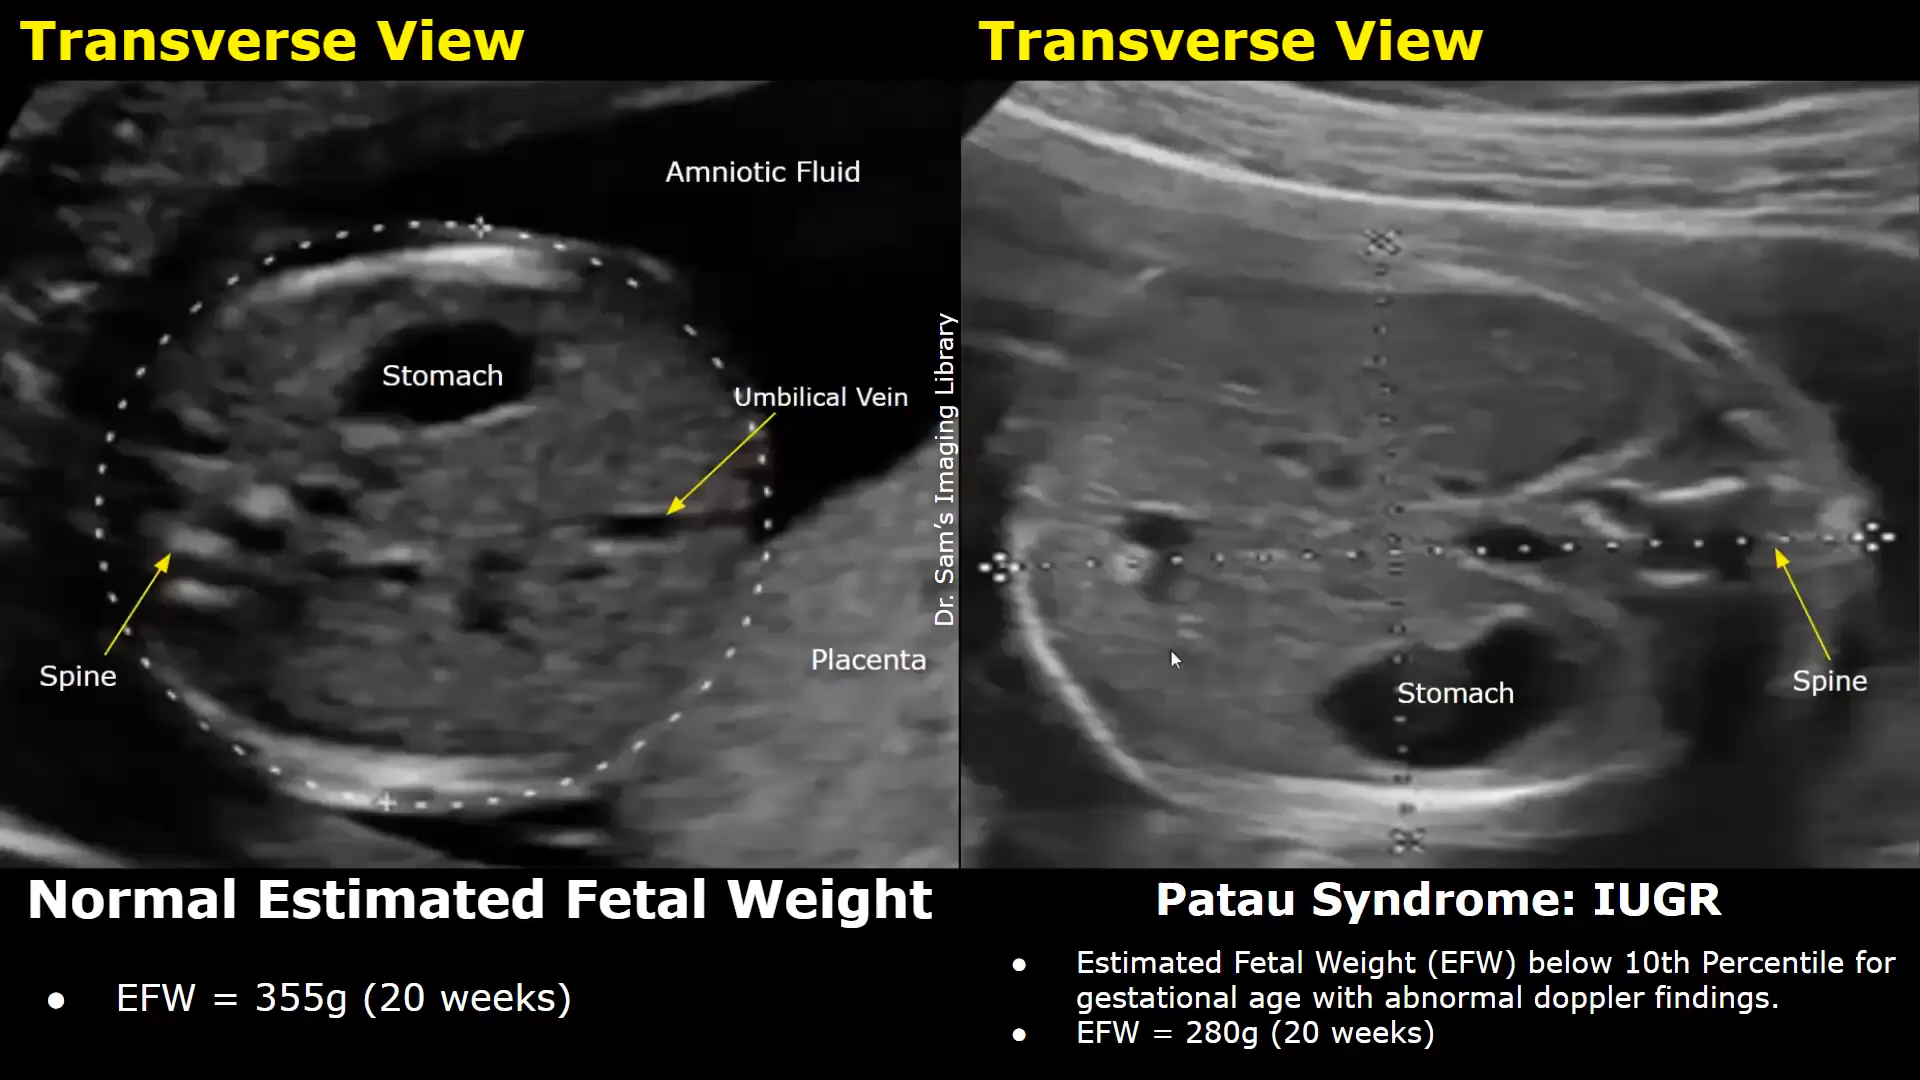 Transverse View
Amniotic Fluid
Stomach
Umbilical Vein
Spine
Placenta
Normal Estimated Fetal Weight
● EFW = 355g (20 weeks)
Dr. Sam's Imaging Library
Transverse View
Stomach
Spine
Patau Syndrome: IUGR
● Estimated Fetal Weight (EFW) below 10th Percentile for
gestational age with abnormal doppler findings.
● EFW = 280g (20 weeks)